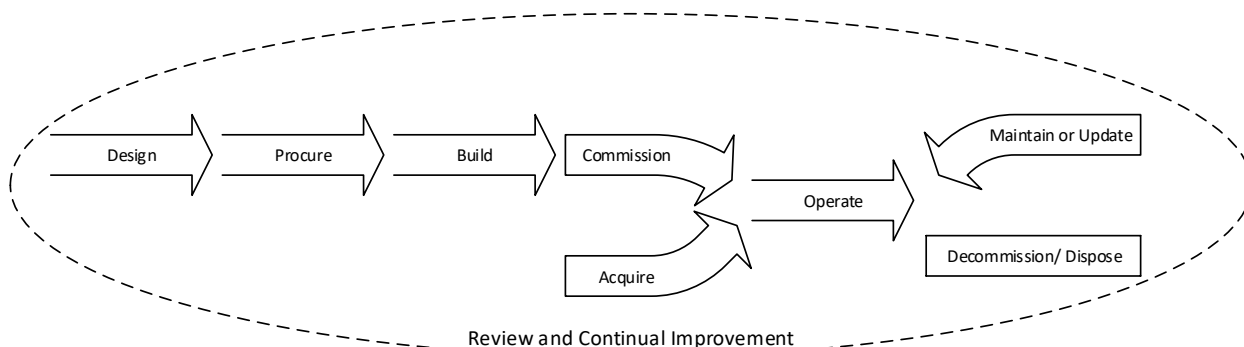 Design
Procure
Build
Commission
Maintain or Update
Operate
Decommission/ Dispose
Acquire
Review and Continual Improvement